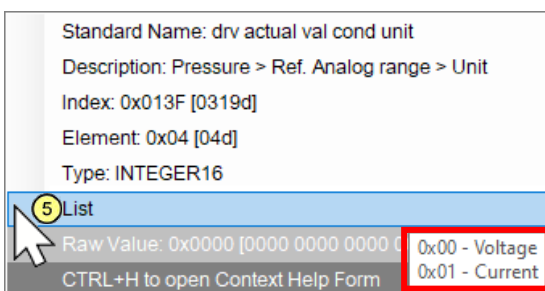 Standard Name: drv actual val cond unit
Description: Pressure > Ref. Analog range > Unit
Index: 0x013F [0319d]
Element: 0x04 [04d]
Type: INTEGER16
5 List
Raw Value: 0x0000 [0000 0000 0000 0
0x00 - Voltage
0x01 - Current
CTRL+H to open Context Help Form